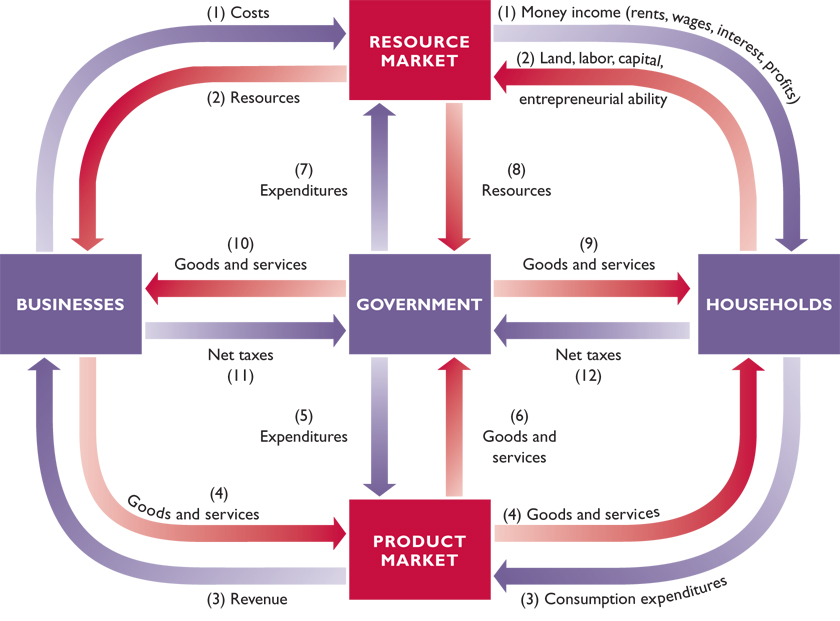 (1) Costs
RESOURCE
MARKET
(1) Money income (rents, wages, interest, profits)
(2) Land, labor, capital,
entrepreneurial ability
(2) Resources
(7)
Expenditures
(8)
Resources
(10)
Goods and services
(9)
Goods and services
BUSINESSES
GOVERNMENT
HOUSEHOLDS
Net taxes
(11)
Net taxes
(12)
(5)
Expenditures
(6)
Goods and
services
(4)
Goods and services
PRODUCT
MARKET
(4) Goods and services
(3) Revenue
(3) Consumption expenditures